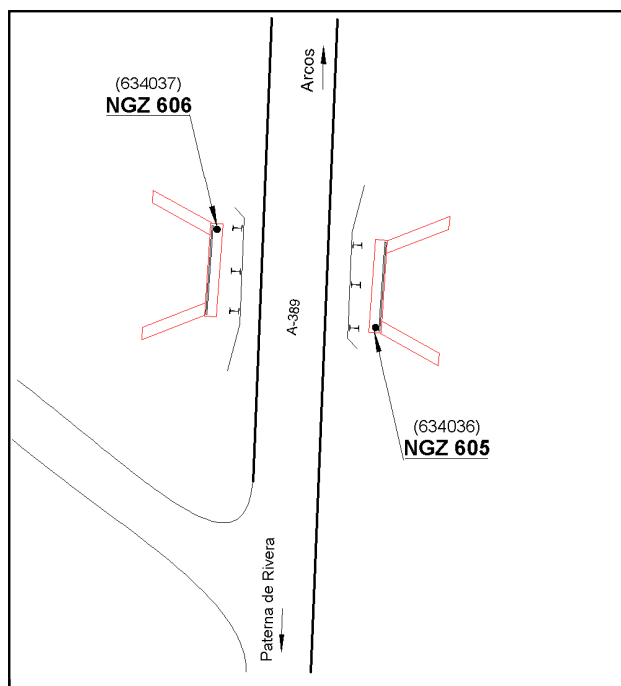 Arcos
(634037)
NGZ 606
A-389
(634036)
NGZ 605
Paterna de Rivera